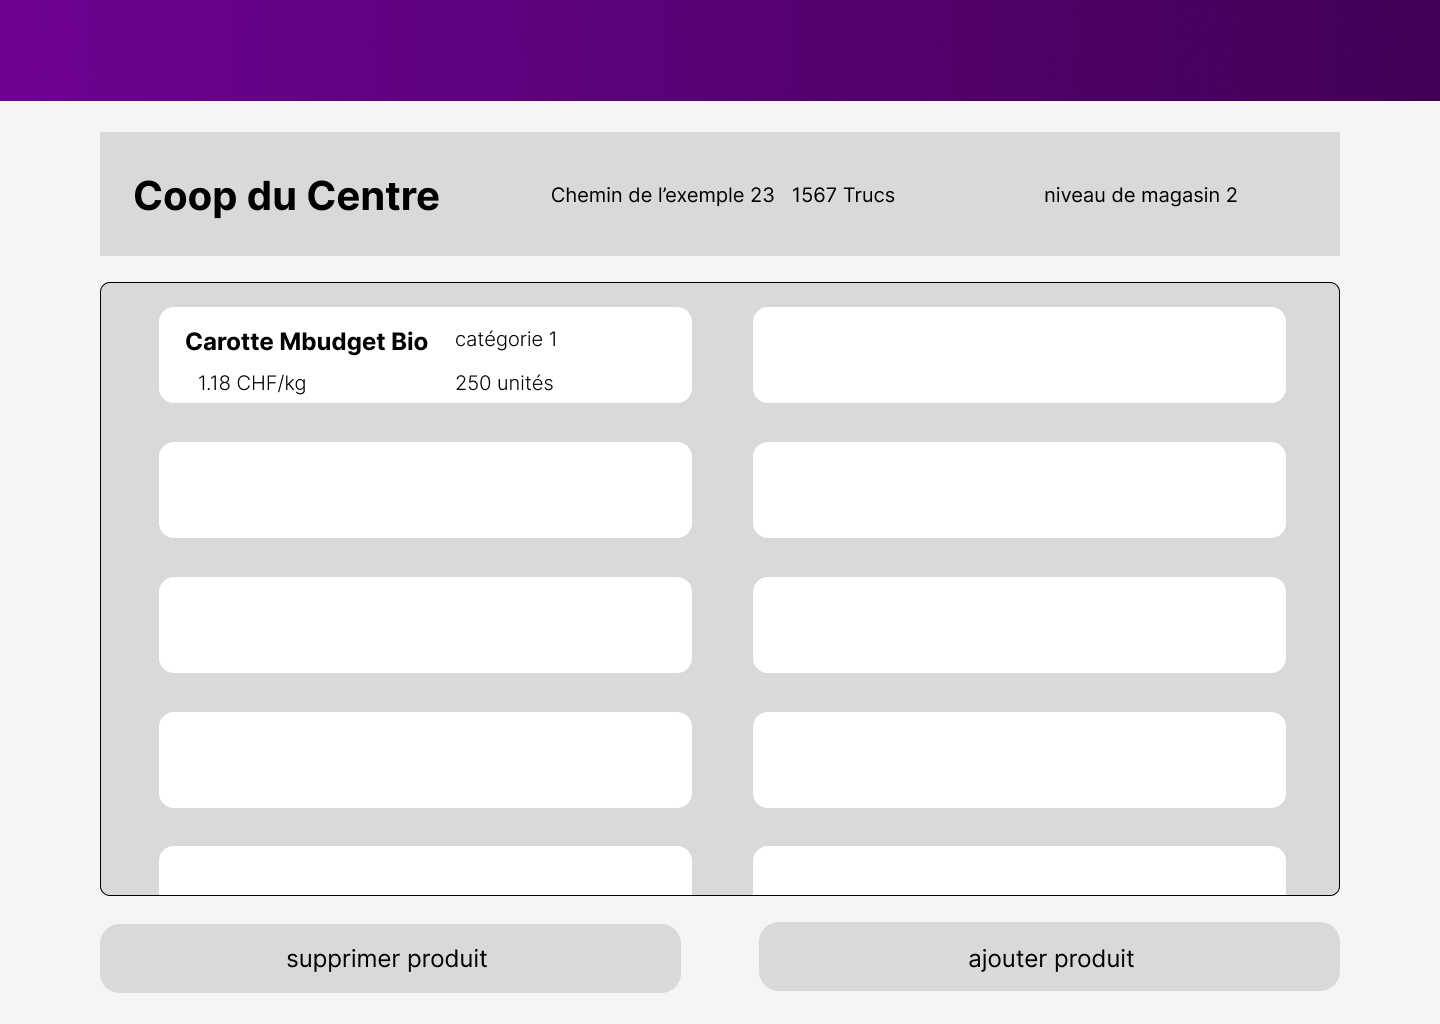 Coop du Centre
Chemin de l’exemple 23 1567 Trucs
niveau de magasin 2
Carotte Mbudget Bio
catégorie 1
1.18 CHF/kg
250 unités
supprimer produit
ajouter produit